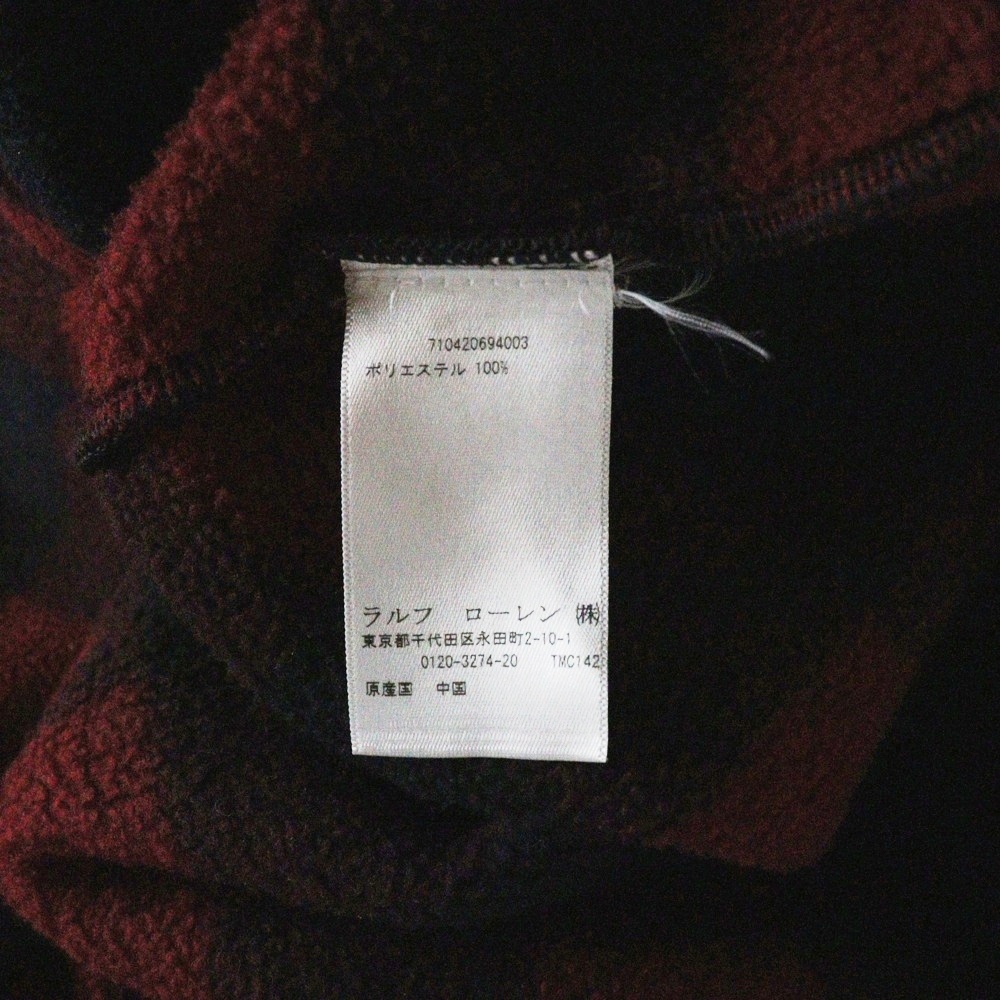 710420694003
ポリエステル 100%
ラルフ ローレン ㈱
東京都千代田区永田町2-10-1
0120-3274-20 TMC142
原産国 中国